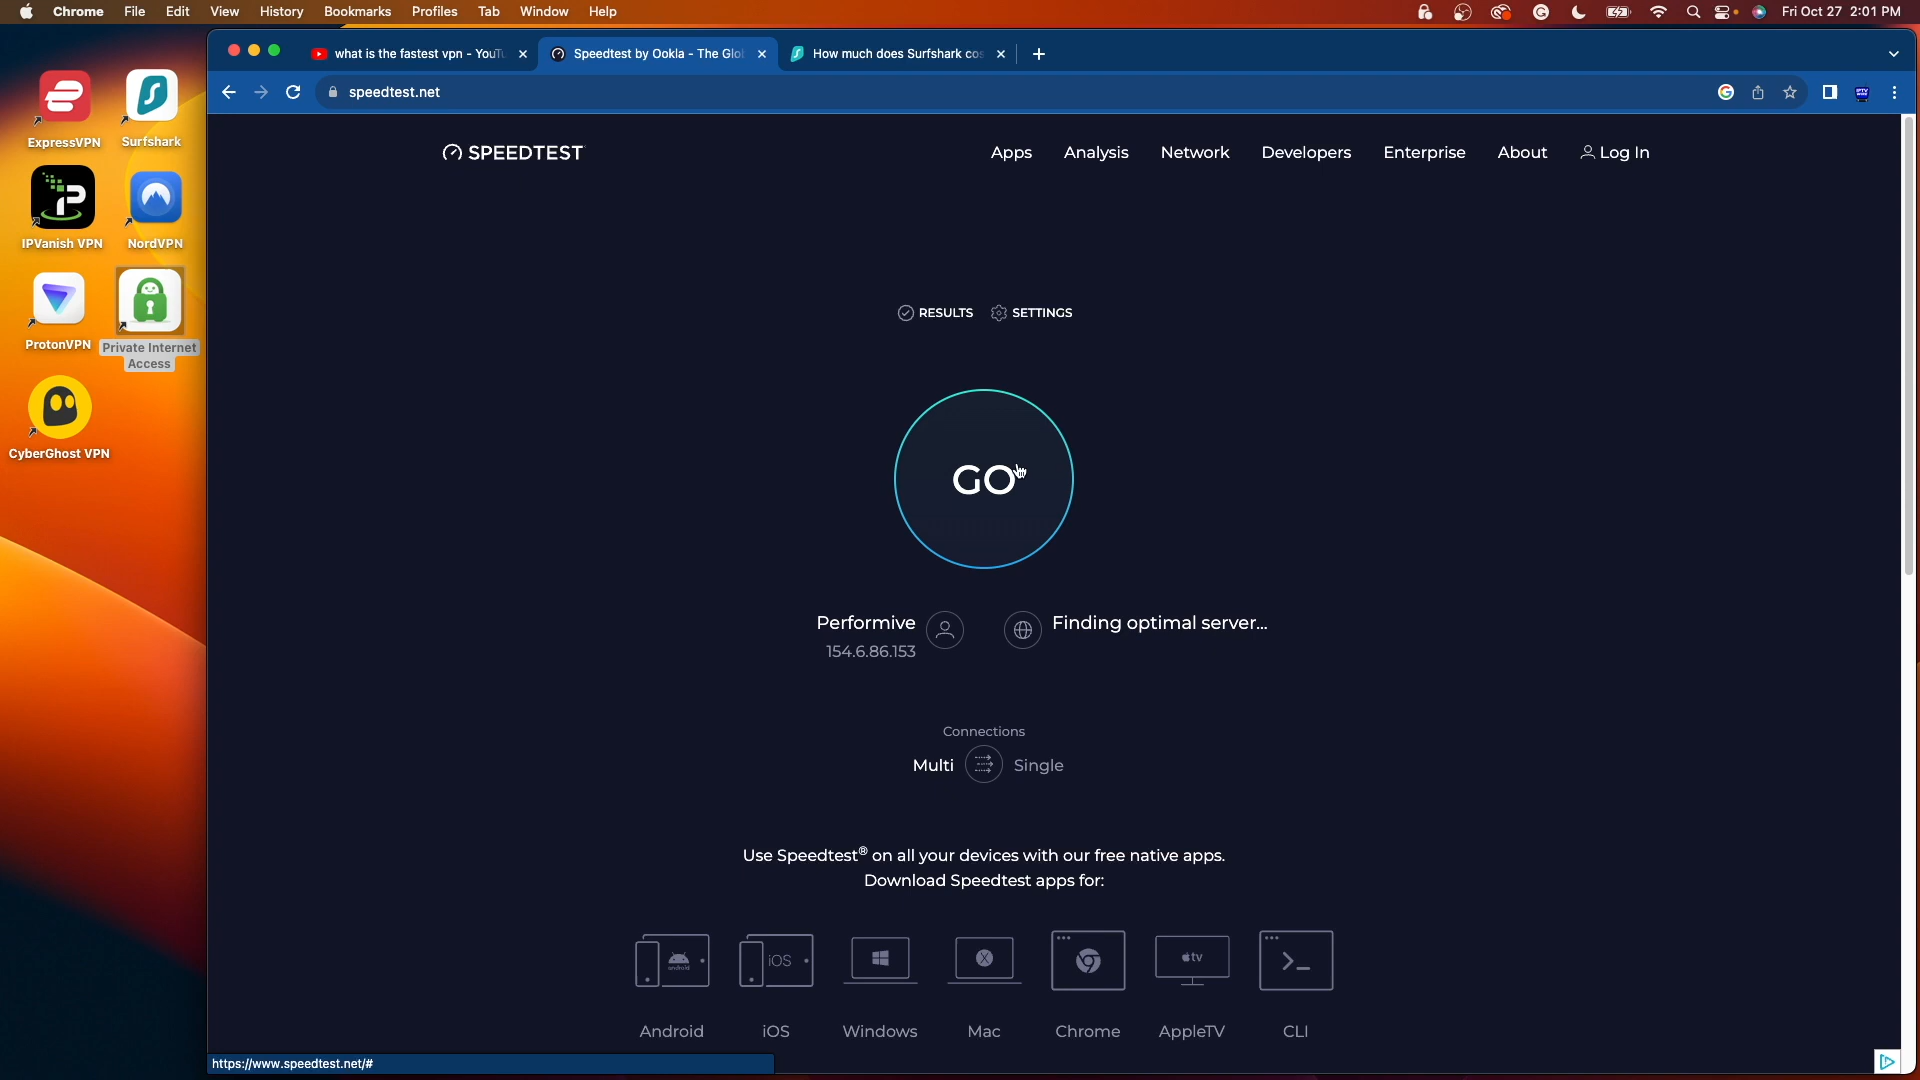 Chrome File Edit View History Bookmarks Profiles Tab Window Help
Fri Oct 27 2:01 PM
what is the fastest vpn - YouTu
Speedtest by Ookla - The Glo
How much does Surfshark cos
speedtest.net
ExpressVPN
Surfshark
IPVanish VPN
NordVPN
ProtonVPN
Private Internet
Access
CyberGhost VPN
SPEEDTEST
Apps Analysis Network Developers Enterprise About Log In
RESULTS SETTINGS
GO
Performive
154.6.86.153
Finding optimal server...
Connections
Multi Single
Use Speedtest® on all your devices with our free native apps.
Download Speedtest apps for:
android
iOS
tv
Android iOS Windows Mac Chrome AppleTV CLI
https://www.speedtest.net/#